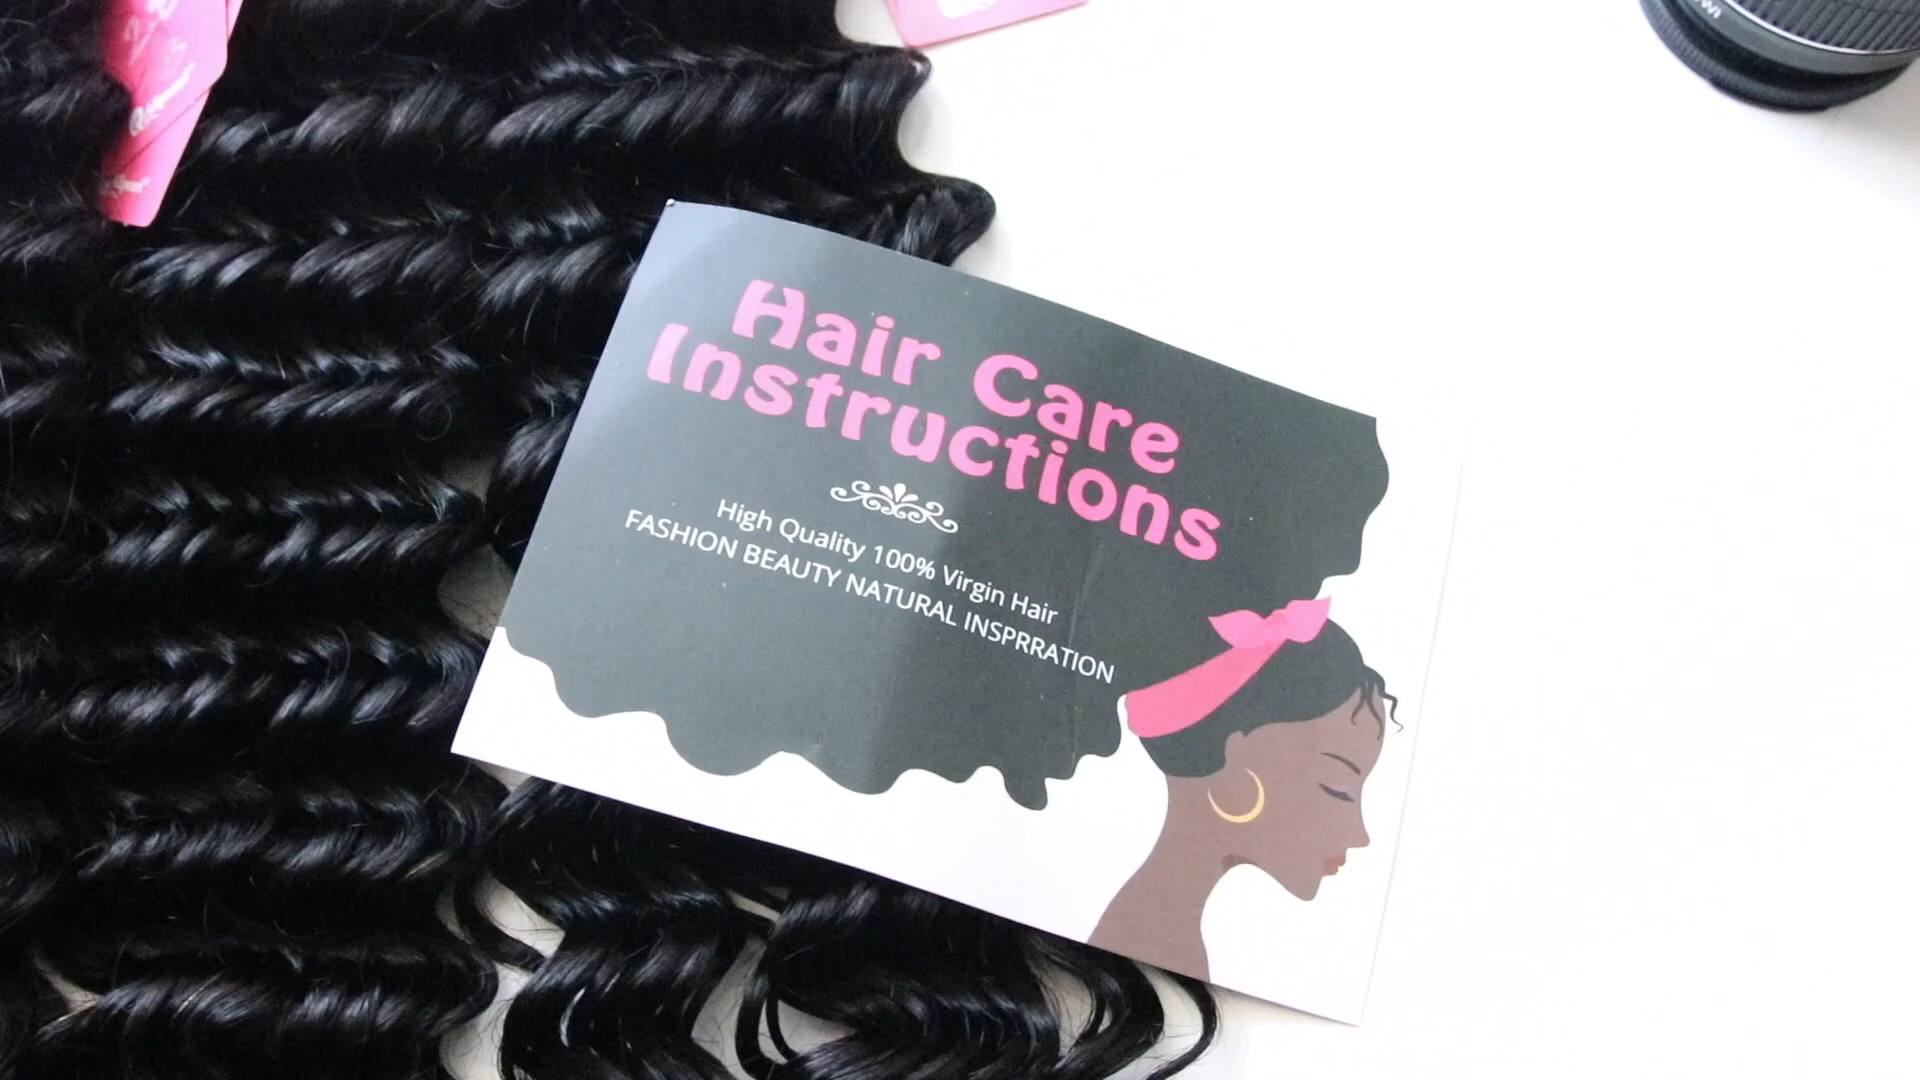 Hair Care
Instructions
High Quality 100% Virgin Hair
FASHION BEAUTY NATURAL INSPRRATION